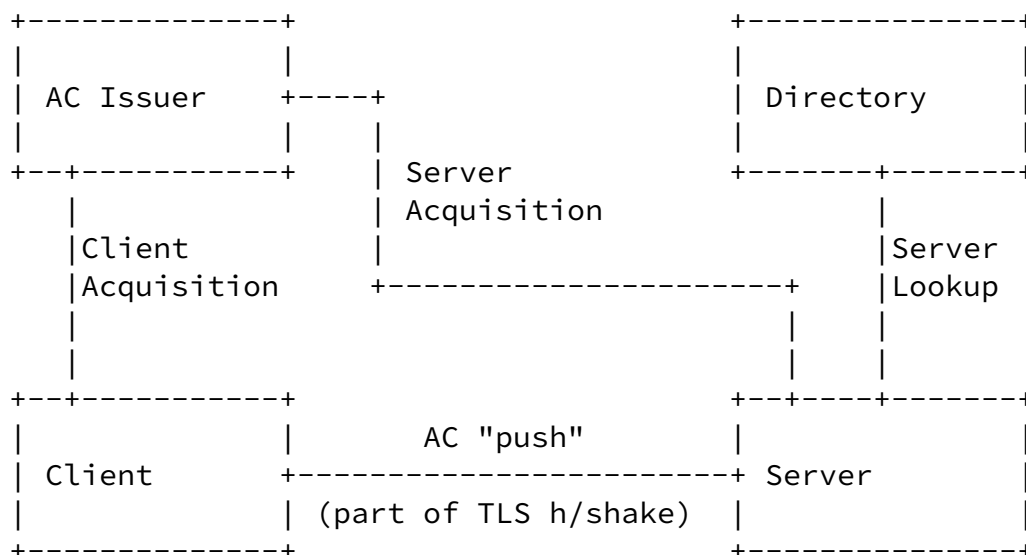 AC Issuer Directory
Server
Acquisition
Client Server
Acquisition Lookup
AC "push"
Client Server
(part of TLS h/shake)